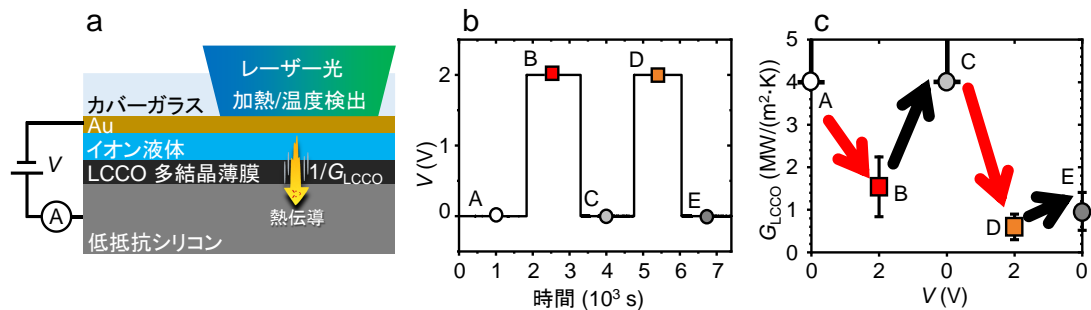 a
レーザー光
加熱/温度検出
カバーガラス
Au
イオン液体
LCCO 多結晶薄膜
1/G_LCCO
熱伝導
低抵抗シリコン
V
A
b
V (V)
2
1
0
A
B
C
D
E
0 1 2 3 4 5 6 7
時間 (10³ s)
c
G_LCCO (MW/(m²·K))
5
4
3
2
1
0
A
B
C
D
E
0 2 0 2 0
V (V)